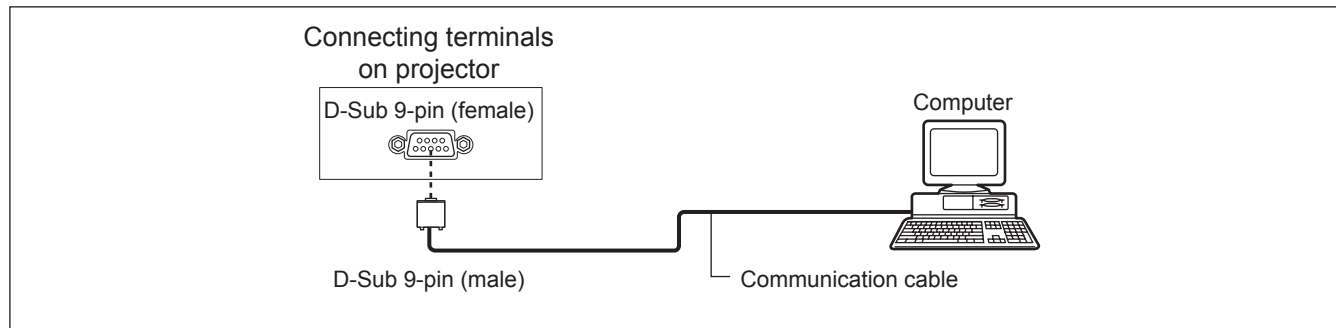 Connecting terminals
on projector
D-Sub 9-pin (female)
Computer
D-Sub 9-pin (male)
Communication cable